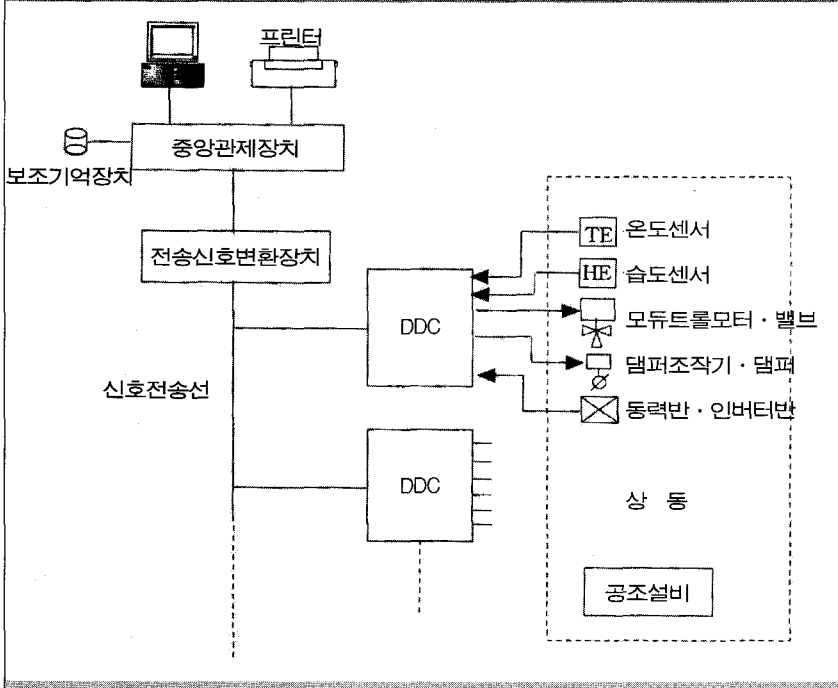 프린터
중앙관제장치
보조기억장치
전송신호변환장치
TE 온도센서
HE 습도센서
DDC
모듀트롤모터 · 밸브
댐퍼조작기 · 댐퍼
신호전송선
동력반 · 인버터반
DDC
상 동
공조설비